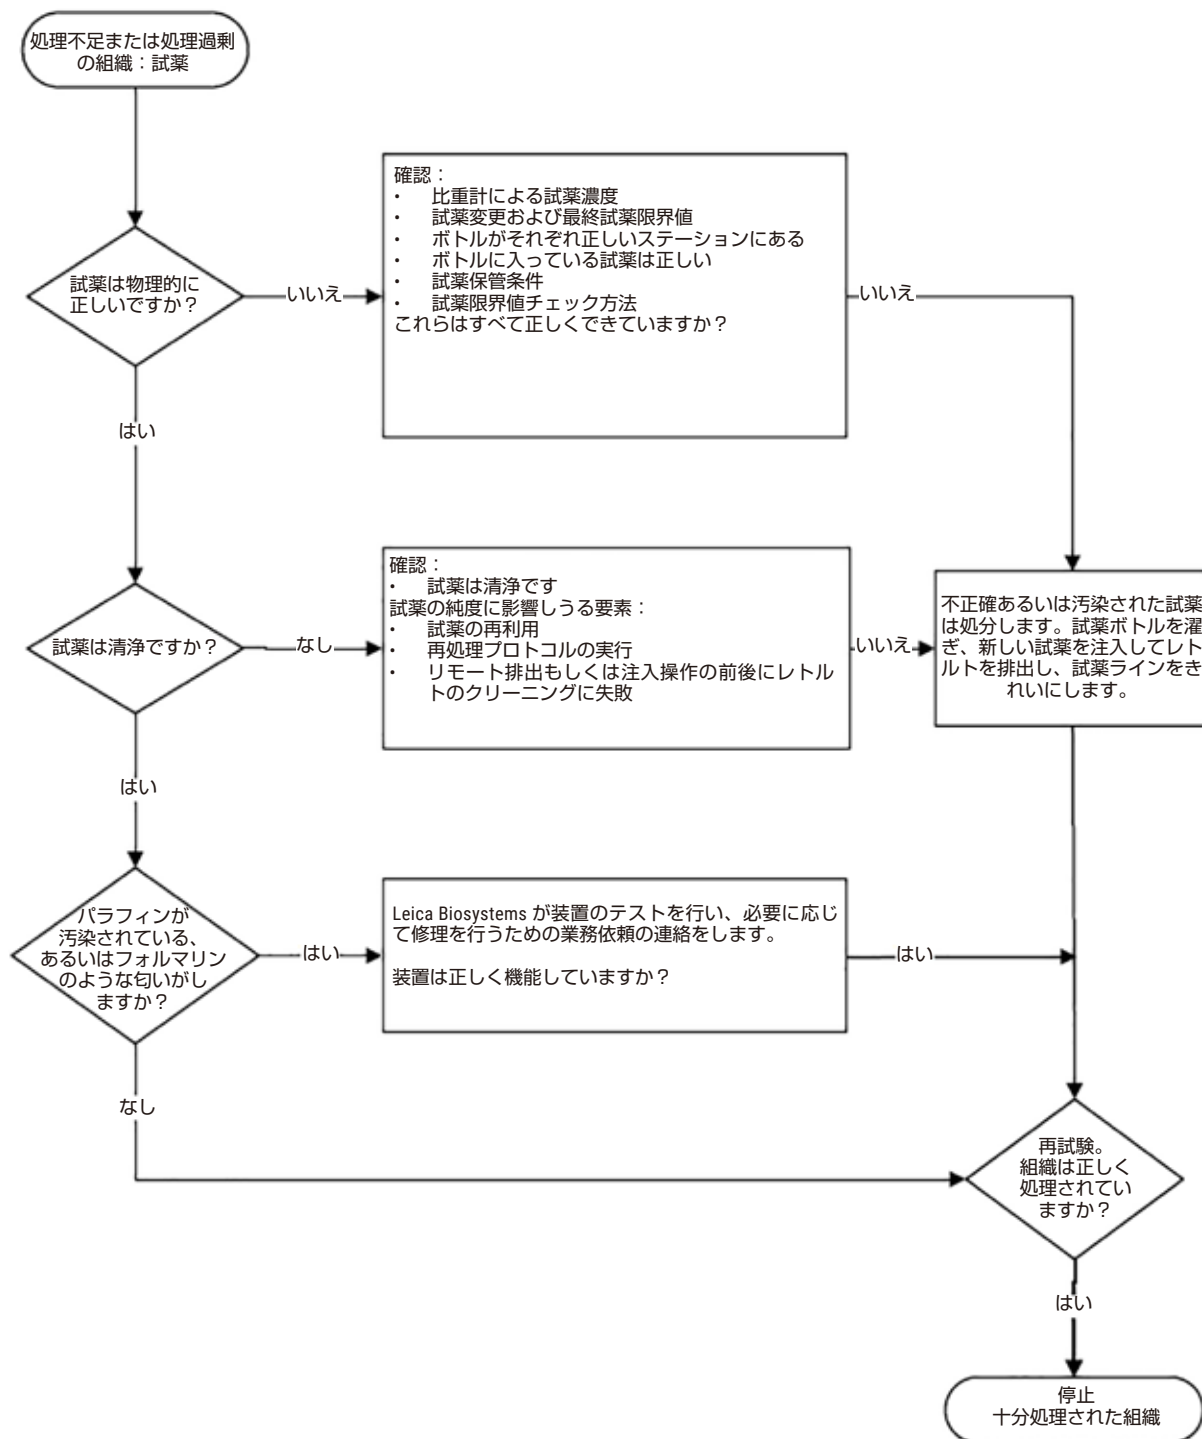 処理不足または処理過剰
の組織：試薬
確認：
・ 比重計による試薬濃度
・ 試薬変更および最終試薬限界値
・ ボトルがそれぞれ正しいステーションにある
・ ボトルに入っている試薬は正しい
・ 試薬保管条件
・ 試薬限界値チェック方法
これらはすべて正しくできていますか？
試薬は物理的に
正しいですか？
いいえ
いいえ
はい
確認：
・ 試薬は清浄です
試薬の純度に影響しうる要素：
・ 試薬の再利用
・ 再処理プロトコルの実行
・ リモート排出もしくは注入操作の前後にレトル
トのクリーニングに失敗
試薬は清浄ですか？
なし
いいえ
不正確あるいは汚染された試薬
は処分します。試薬ボトルを濯
ぎ、新しい試薬を注入してレト
ルトを排出し、試薬ラインをき
れいにします。
はい
パラフィンが
汚染されている、
あるいはフォルマリン
のような匂いがし
ますか？
はい
Leica Biosystems が装置のテストを行い、必要に応じ
て修理を行うための業務依頼の連絡をします。
装置は正しく機能していますか？
はい
なし
再試験。
組織は正しく
処理されてい
ますか？
はい
停止
十分処理された組織